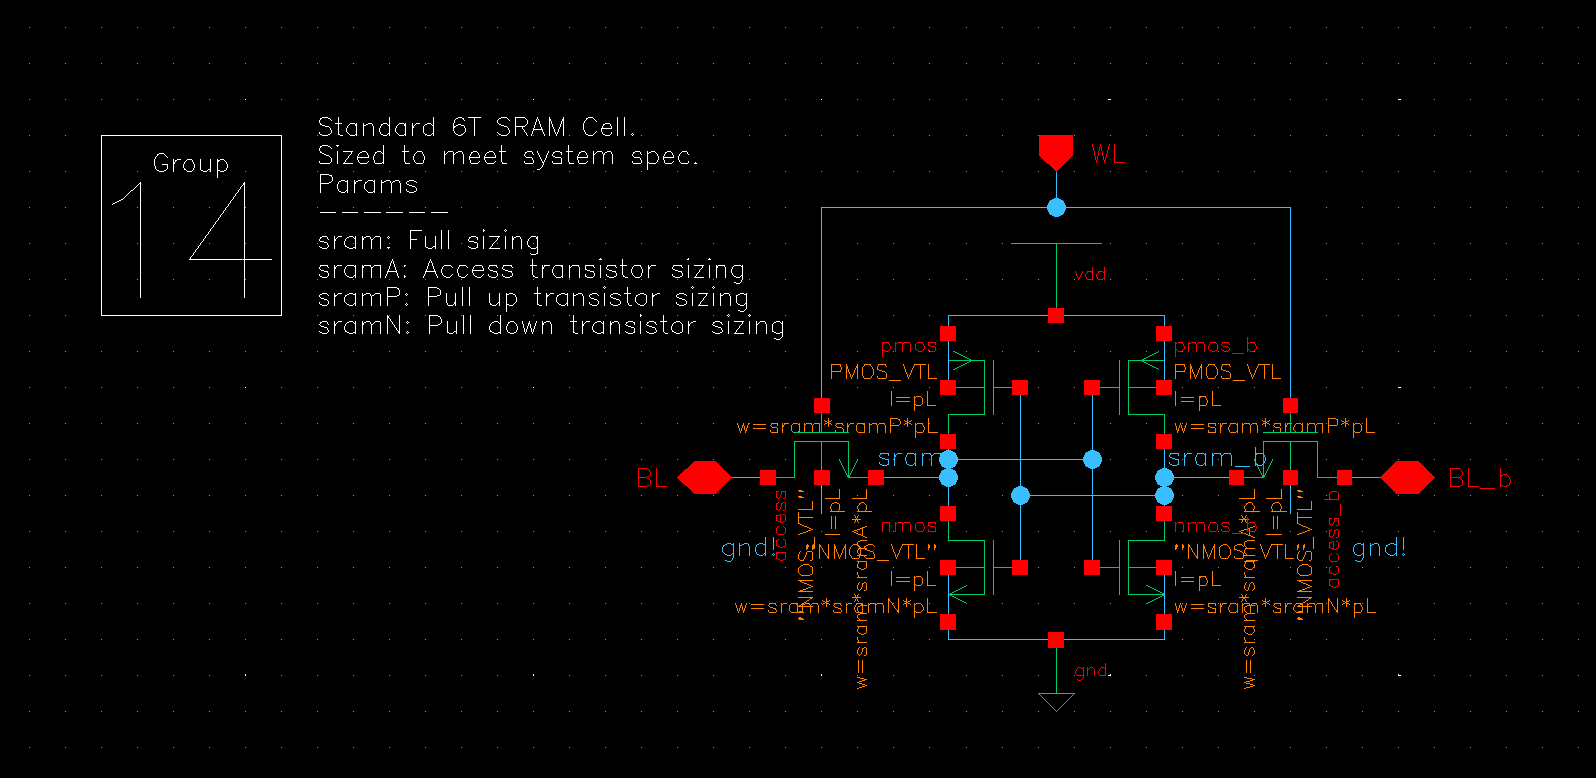 Group
14
Standard 6T SRAM Cell.
Sized to meet system spec.
Params
------
sram: Full sizing
sramA: Access transistor sizing
sramP: Pull up transistor sizing
sramN: Pull down transistor sizing
WL
vdd
pmos
PMOS_VTL
l=pL
w=sram*sramP*pL
pmos_b
PMOS_VTL
l=pL
w=sram*sramP*pL
sram
sram_b
BL
BL_b
access
"NMOS_VTL"
l=pL
w=sram*sramA*pL
gnd!
nmos
"NMOS_VTL"
l=pL
w=sram*sramN*pL
nmos_b
"NMOS_VTL"
l=pL
w=sram*sramN*pL
w=sram*sramA*pL
l=pL
"NMOS_VTL"
access_b
gnd!
gnd